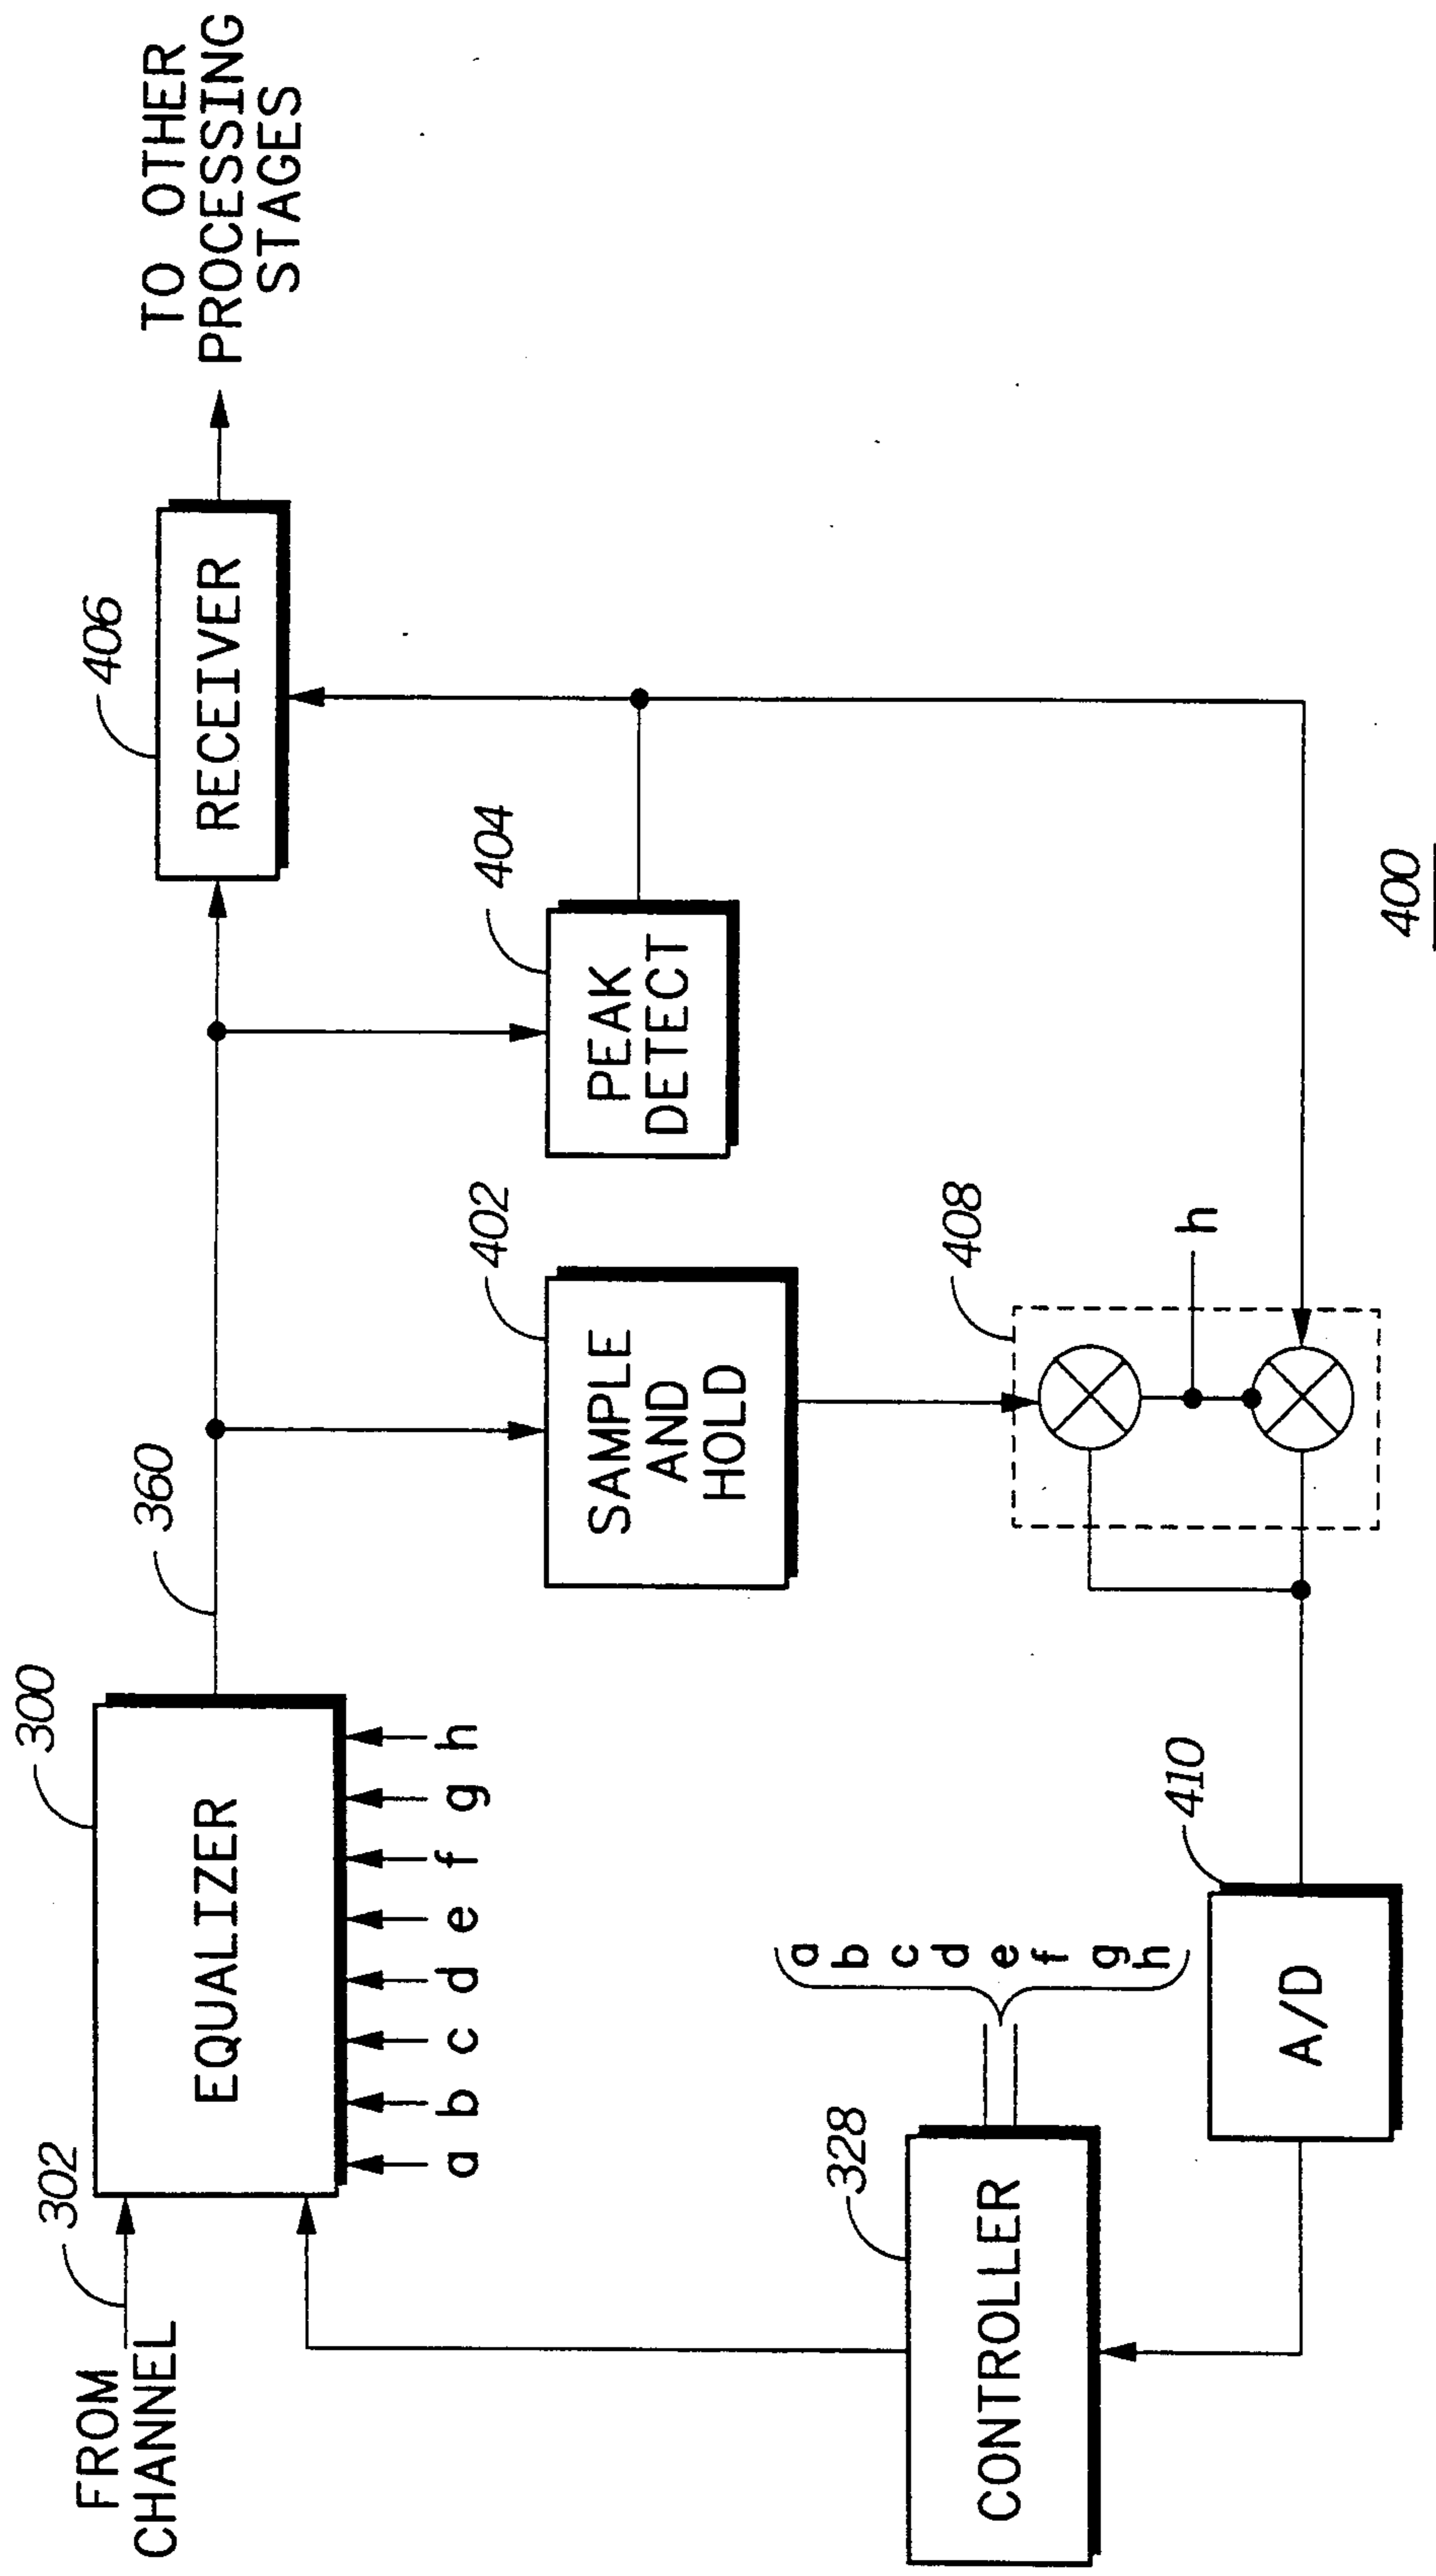 FROM
CHANNEL
302
300
EQUALIZER
a b c d e f g h
360
406
RECEIVER
TO OTHER
PROCESSING
STAGES
402
SAMPLE
AND
HOLD
404
PEAK
DETECT
328
CONTROLLER
a
b
c
d
e
f
g
h
408
h
410
A/D
400